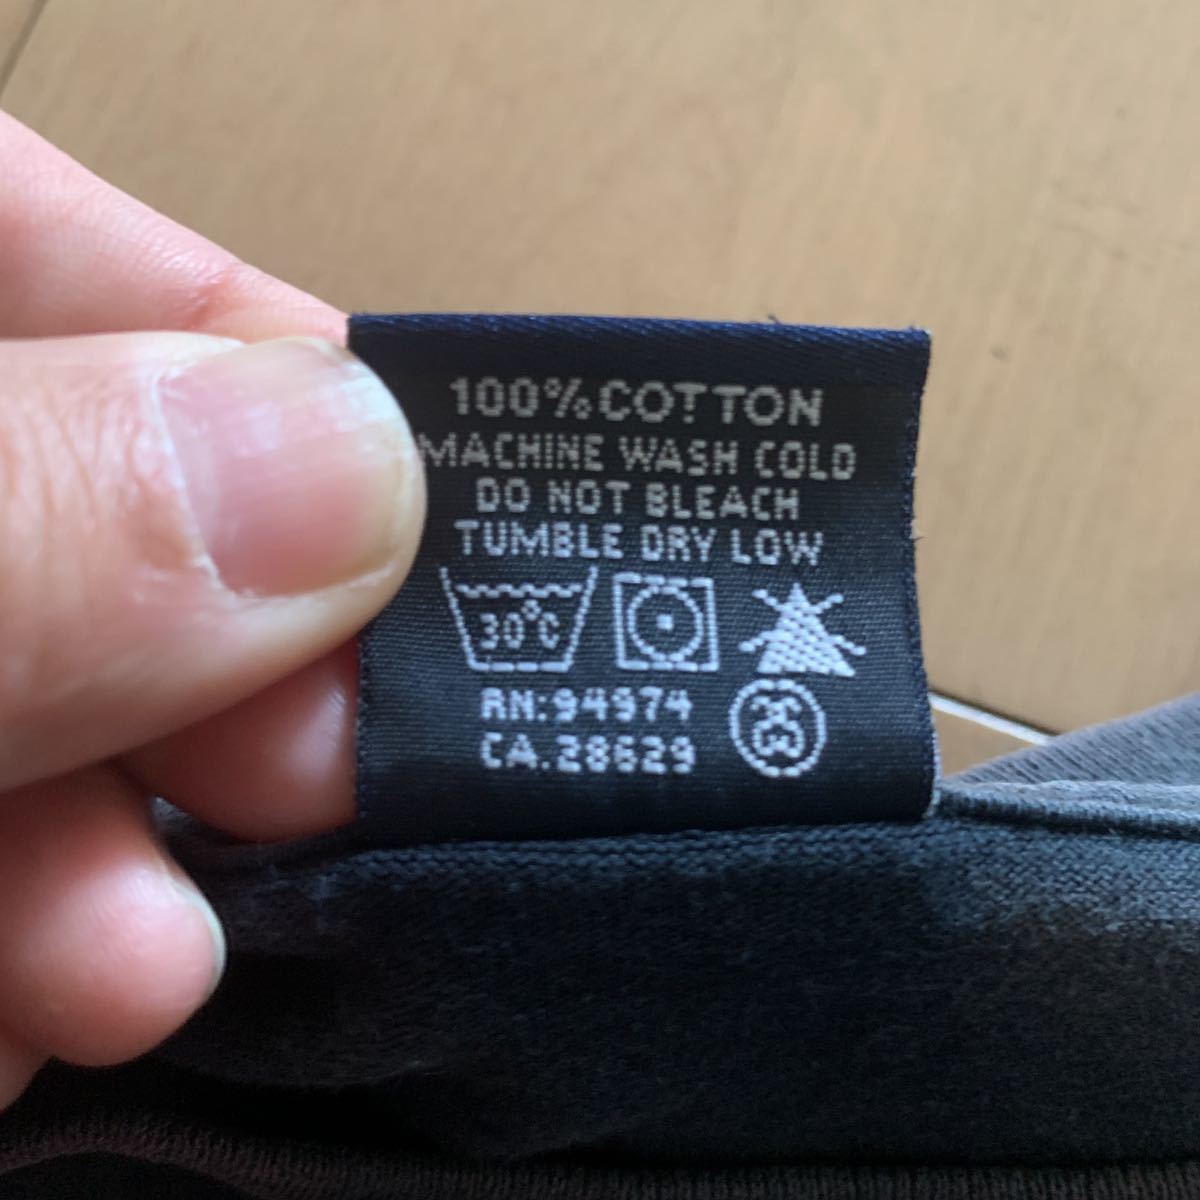 100% COTTON
MACHINE WASH COLD
DO NOT BLEACH
TUMBLE DRY LOW
30°C
RN:94974
CA.28629